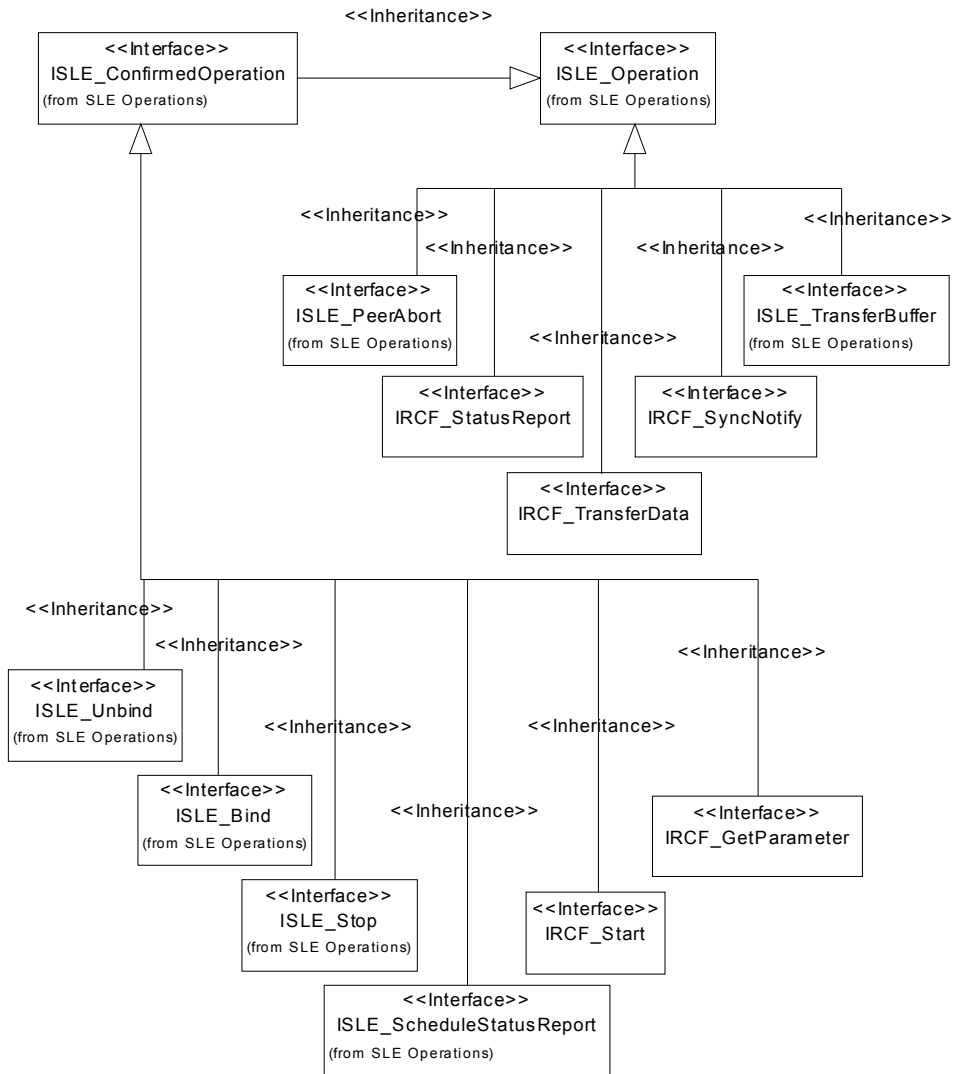 <<Inheritance>>
<<Interface>>
ISLE_ConfirmedOperation
(from SLE Operations)
<<Interface>>
ISLE_Operation
(from SLE Operations)
<<Inheritance>>
<<Inheritance>>
<<Inheritance>>
<<Inheritance>>
<<Inheritance>>
<<Interface>>
ISLE_PeerAbort
(from SLE Operations)
<<Interface>>
ISLE_TransferBuffer
(from SLE Operations)
<<Interface>>
IRCF_StatusReport
<<Interface>>
IRCF_SyncNotify
<<Interface>>
IRCF_TransferData
<<Inheritance>>
<<Inheritance>>
<<Inheritance>>
<<Inheritance>>
<<Inheritance>>
<<Inheritance>>
<<Interface>>
ISLE_Unbind
(from SLE Operations)
<<Interface>>
ISLE_Bind
(from SLE Operations)
<<Interface>>
IRCF_GetParameter
<<Interface>>
ISLE_Stop
(from SLE Operations)
<<Interface>>
IRCF_Start
<<Interface>>
ISLE_ScheduleStatusReport
(from SLE Operations)